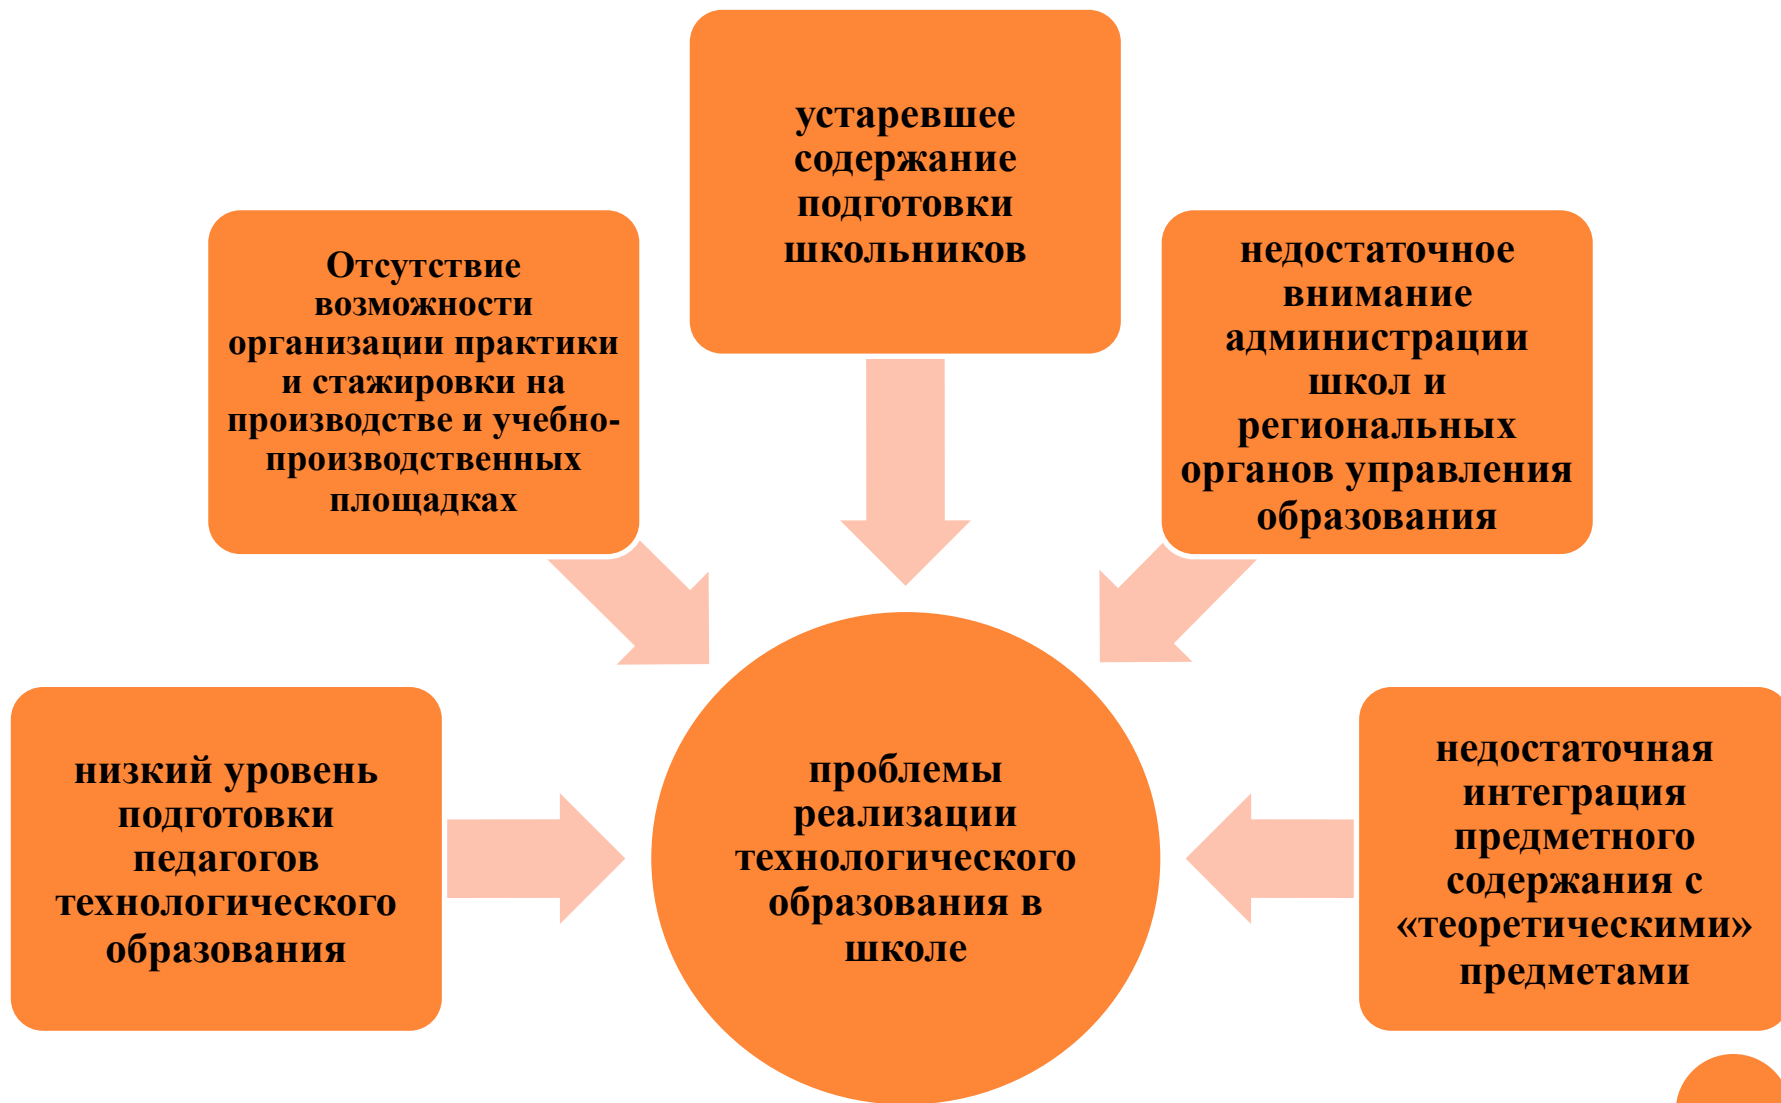 устаревшее
содержание
подготовки
школьников
Отсутствие
возможности
организации практики
и стажировки на
производстве и учебно-
производственных
площадках
недостаточное
внимание
администрации
школ и
региональных
органов управления
образования
низкий уровень
подготовки
педагогов
технологического
образования
проблемы
реализации
технологического
образования в
школе
недостаточная
интеграция
предметного
содержания с
«теоретическими»
предметами